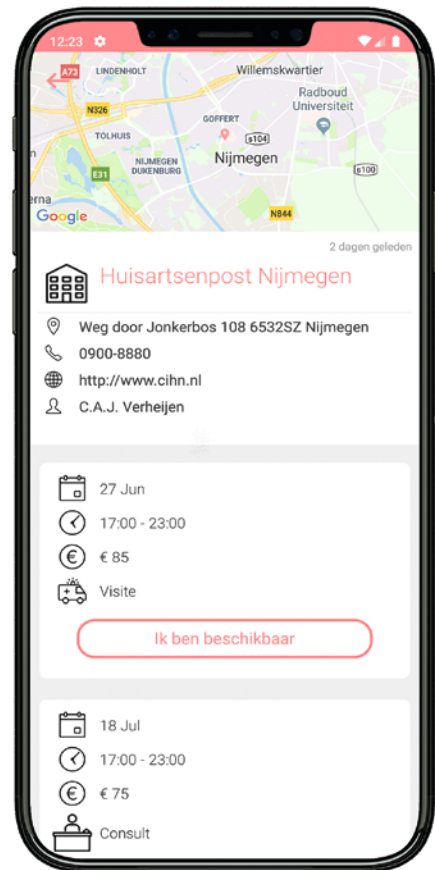 12:23
A73
LINDENHOLT
Willemskwartier
Radboud
Universiteit
N326
GOFFERT
TOLHUIS
s104
NIJMEGEN
DUKENBURG
Nijmegen
s100
E31
erna
Google
N844
2 dagen geleden
Huisartsenpost Nijmegen
Weg door Jonkerbos 108 6532SZ Nijmegen
0900-8880
http://www.cihn.nl
C.A.J. Verheijen
27 Jun
17:00 - 23:00
€ 85
Visite
Ik ben beschikbaar
18 Jul
17:00 - 23:00
€ 75
Consult